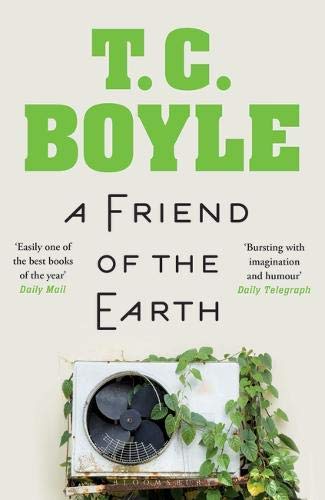 T.C.
BOYLE
A FRIEND
OF THE
EARTH
‘Easily one of
the best books
of the year’
Daily Mail
‘Bursting with
imagination
and humour’
Daily Telegraph
BLOOMSBURY